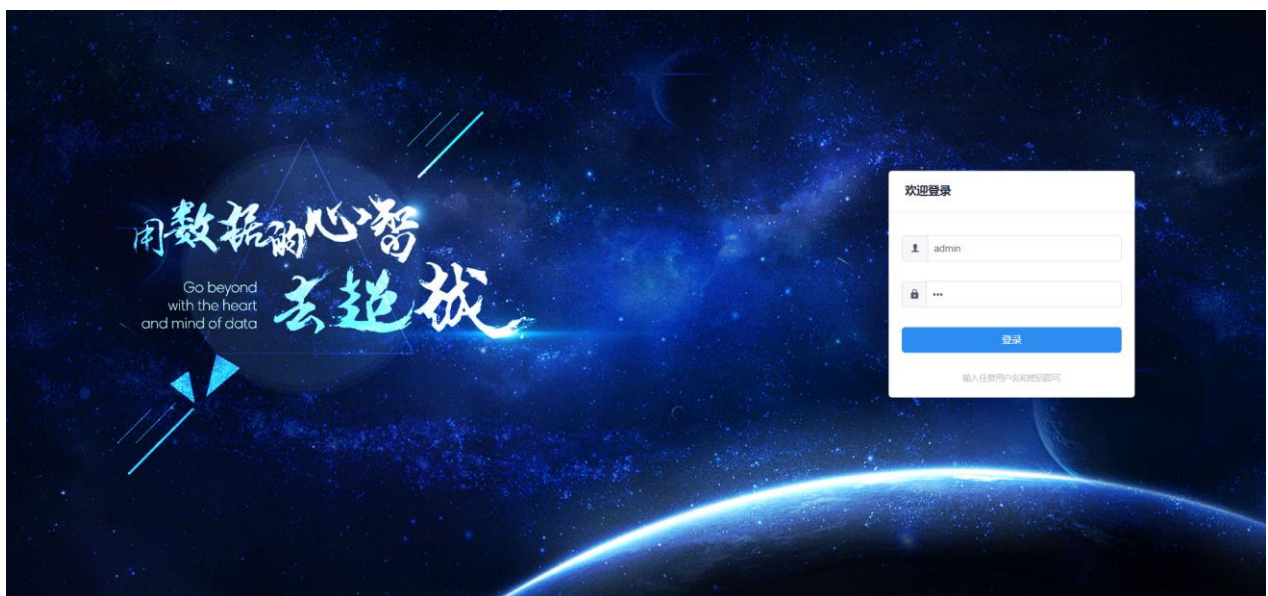 用数据的心智
去超越
Go beyond
with the heart
and mind of data
欢迎登录
admin
•••
登录
输入任意用户名和密码即可